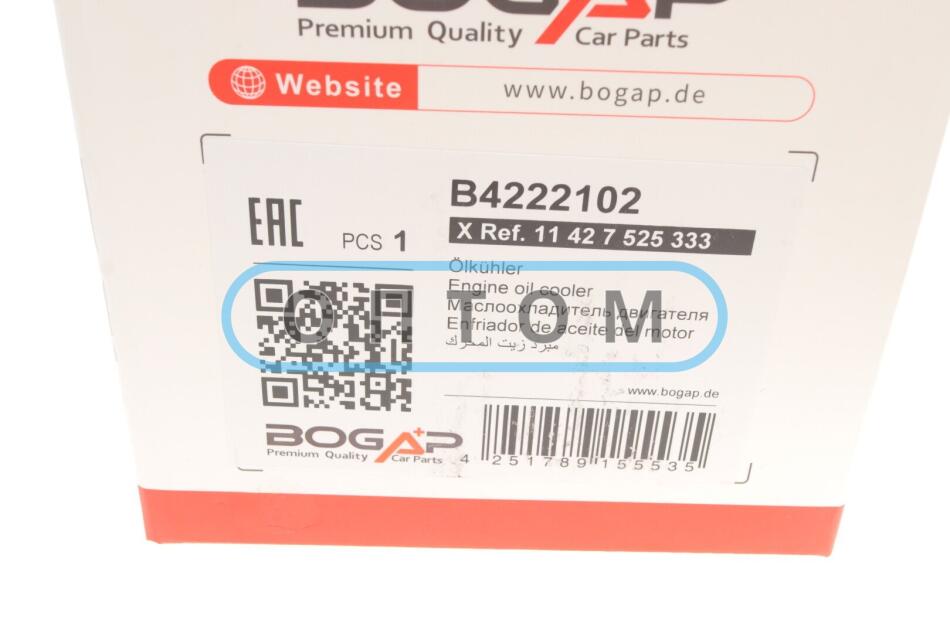 BOGAP
Premium Quality Car Parts
Website www.bogap.de
B4222102
EAC PCS 1
X Ref. 11 42 7 525 333
Ölkühler
Engine oil cooler
Маслоохладитель двигателя
Enfriador de aceite del motor
مبرد زيت المحرك
OПТOM
www.bogap.de
BOGAP
Premium Quality Car Parts
4 251789 155535